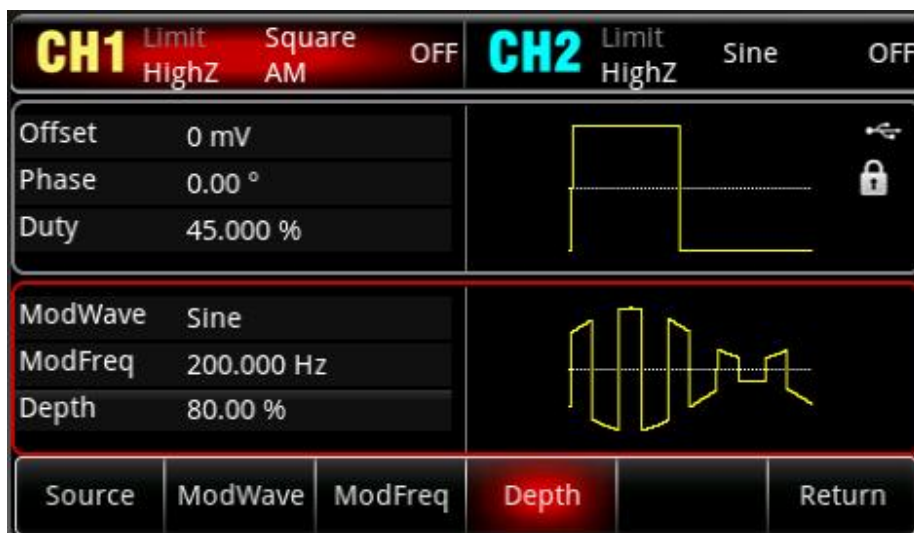 CH1 Limit Square OFF CH2 Limit Sine OFF
HighZ AM HighZ
Offset 0 mV
Phase 0.00 °
Duty 45.000 %
ModWave Sine
ModFreq 200.000 Hz
Depth 80.00 %
Source ModWave ModFreq Depth Return